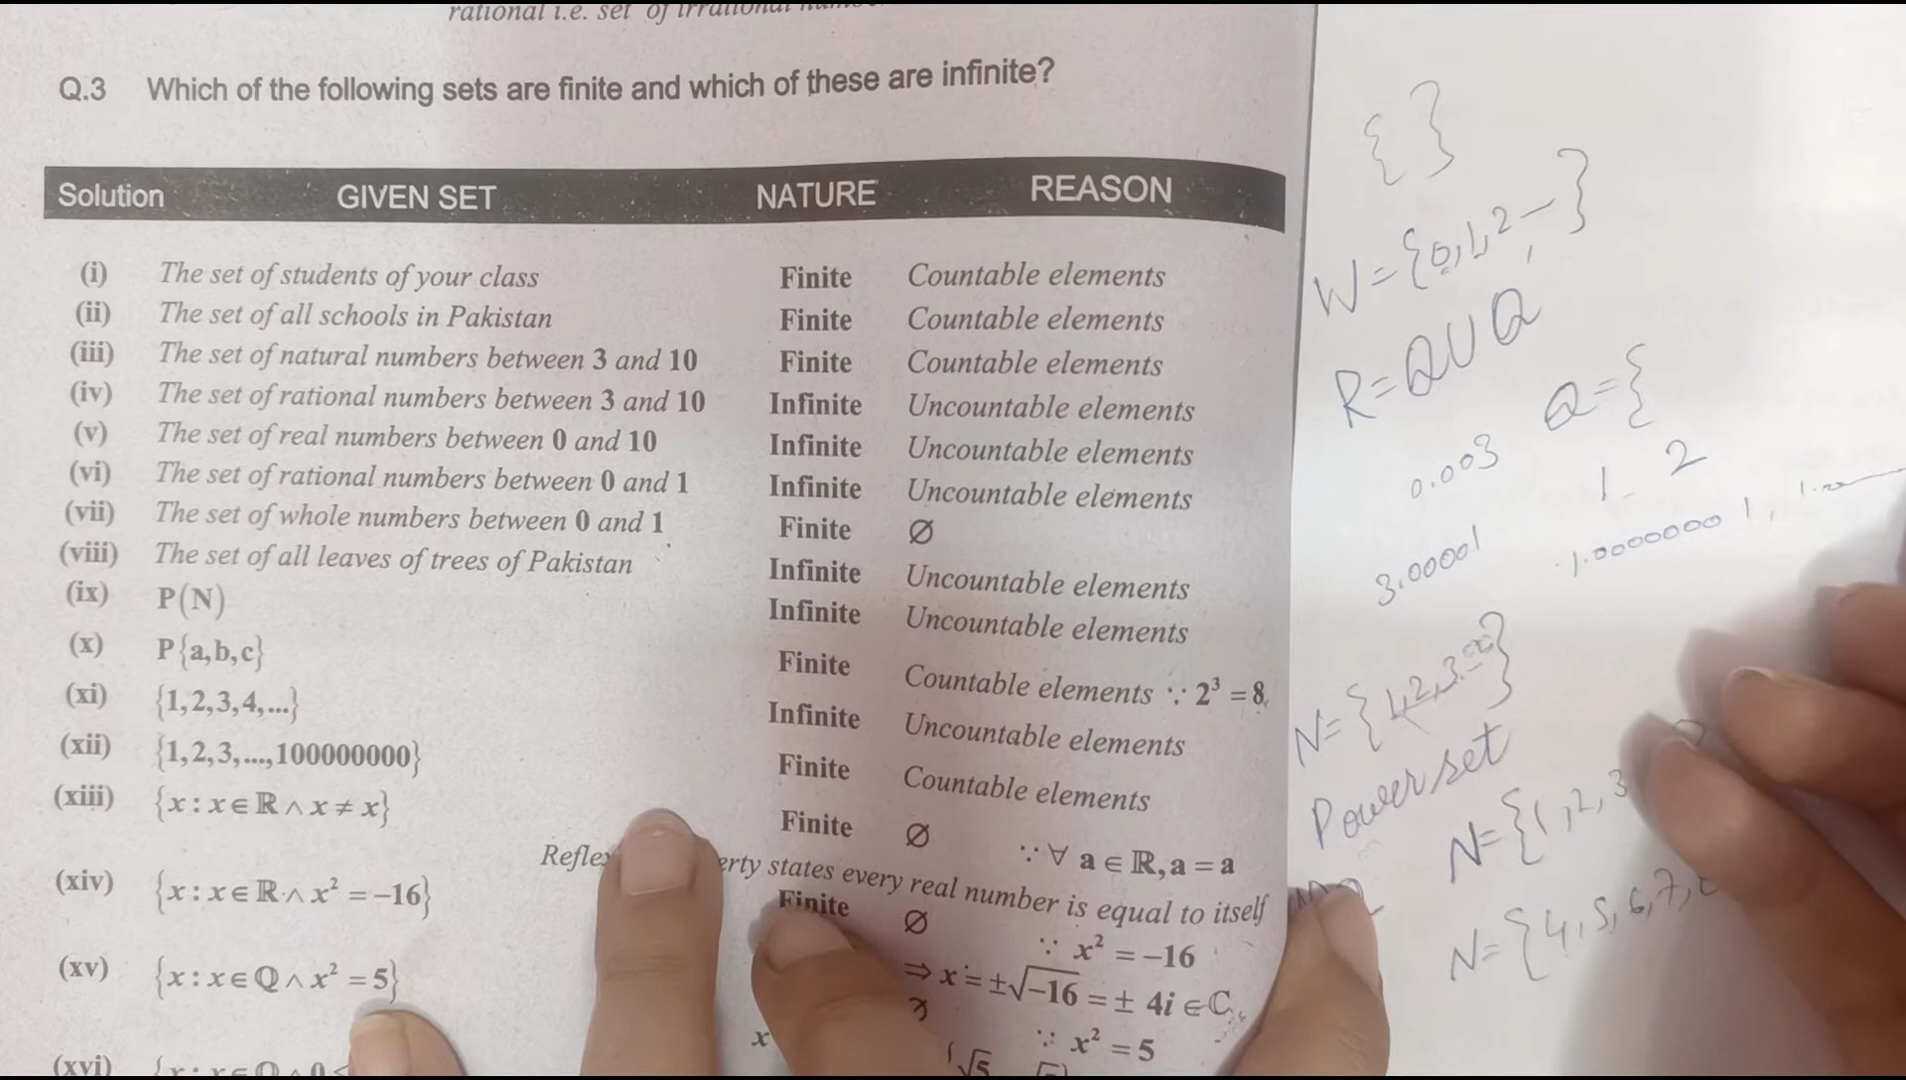 rational i.e. set of irrational
Q.3 Which of the following sets are finite and which of these are infinite?
Solution GIVEN SET NATURE REASON
(i) The set of students of your class Finite Countable elements
(ii) The set of all schools in Pakistan Finite Countable elements
(iii) The set of natural numbers between 3 and 10 Finite Countable elements
(iv) The set of rational numbers between 3 and 10 Infinite Uncountable elements
(v) The set of real numbers between 0 and 10 Infinite Uncountable elements
(vi) The set of rational numbers between 0 and 1 Infinite Uncountable elements
(vii) The set of whole numbers between 0 and 1 Finite Ø
(viii) The set of all leaves of trees of Pakistan Infinite Uncountable elements
(ix) P(N) Infinite Uncountable elements
(x) P{a,b,c} Finite Countable elements ∵ 2³ = 8
(xi) {1,2,3,4,...} Infinite Uncountable elements
(xii) {1,2,3,...,100000000} Finite Countable elements
(xiii) {x : x ∈ ℝ ∧ x ≠ x} Finite Ø ∵ ∀ a ∈ ℝ, a = a
erty states every real number is equal to itself
(xiv) {x : x ∈ ℝ ∧ x² = −16} Finite Ø ∵ x² = −16
⇒ x = ±√−16 = ± 4i ∈ ℂ
(xv) {x : x ∈ ℚ ∧ x² = 5} ∵ x² = 5
(xvi)
{ }
W = {0, 1, 2 – }
R = Q U Q
Q = {
0.003 1 – 2
3.00001 1.00000001,
N = {1, 2, 3 }
Power set
N = {1, 2, 3
N = {4, 5, 6, 7,